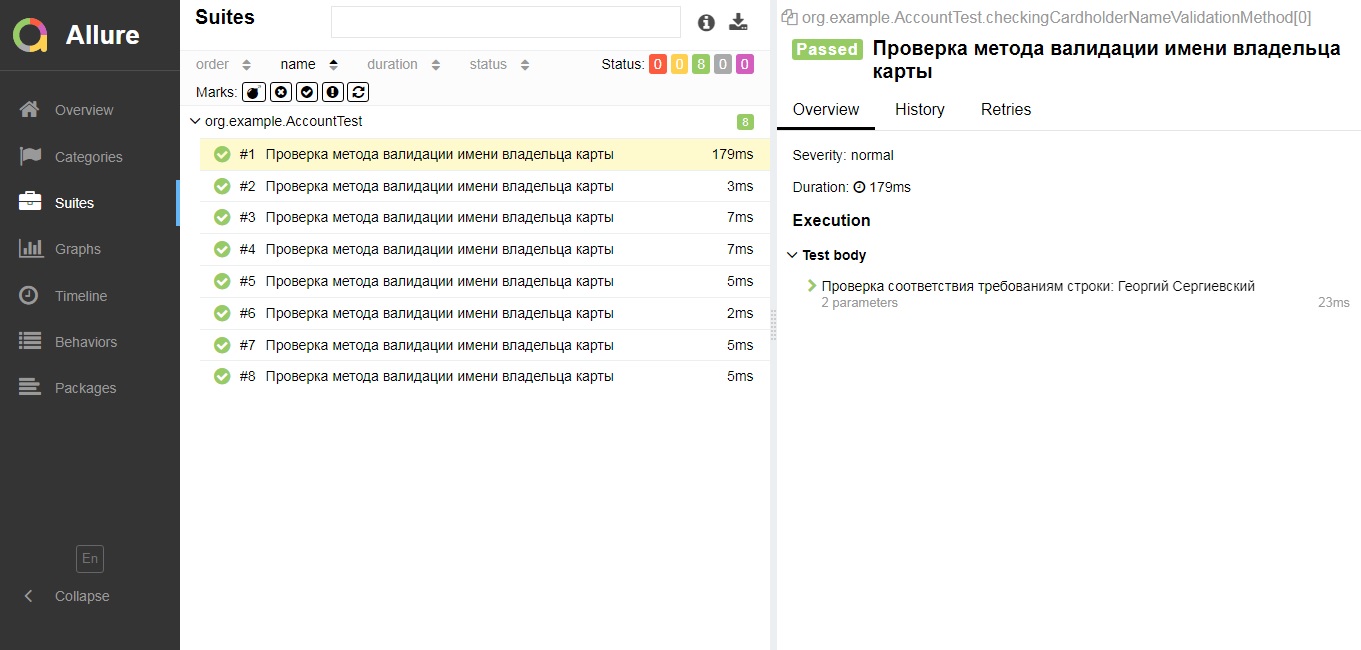 Allure
Overview
Categories
Suites
Graphs
Timeline
Behaviors
Packages
En
Collapse
Suites
order name duration status Status: 0 0 8 0 0
Marks:
org.example.AccountTest 8
#1 Проверка метода валидации имени владельца карты 179ms
#2 Проверка метода валидации имени владельца карты 3ms
#3 Проверка метода валидации имени владельца карты 7ms
#4 Проверка метода валидации имени владельца карты 7ms
#5 Проверка метода валидации имени владельца карты 5ms
#6 Проверка метода валидации имени владельца карты 2ms
#7 Проверка метода валидации имени владельца карты 5ms
#8 Проверка метода валидации имени владельца карты 5ms
org.example.AccountTest.checkingCardholderNameValidationMethod[0]
Passed Проверка метода валидации имени владельца
карты
Overview History Retries
Severity: normal
Duration: 179ms
Execution
Test body
Проверка соответствия требованиям строки: Георгий Сергиевский
2 parameters 23ms